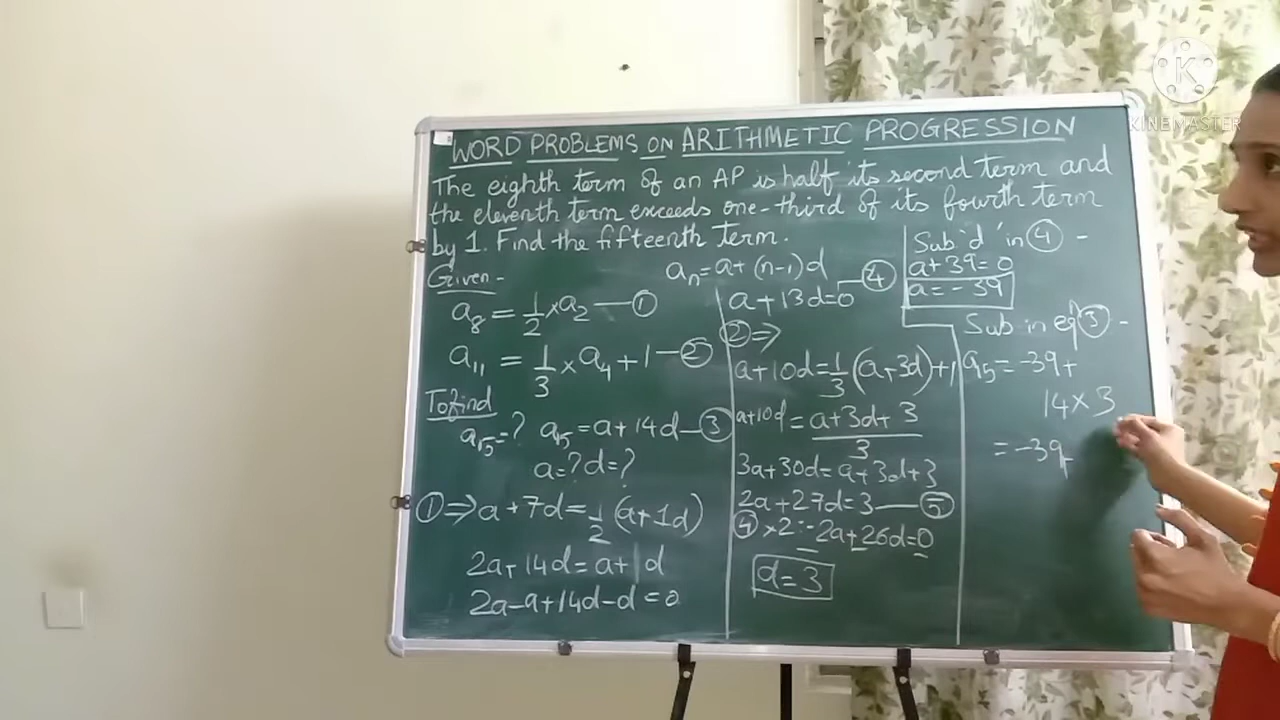 WORD PROBLEMS ON ARITHMETIC PROGRESSION
The eighth term of an AP is half its second term and
the eleventh term exceeds one-third of its fourth term
by 1. Find the fifteenth term.
Given -
aₙ = a + (n-1)d
a₈ = 1/2 × a₂ — ①
a₁₁ = 1/3 × a₄ + 1 — ②
To find
a₁₅ = ? a₁₅ = a + 14d — ③
a = ? d = ?
① ⇒ a + 7d = 1/2 (a + 1d)
2a + 14d = a + 1d
2a - a + 14d - d = 0
a + 13d = 0 — ④
② ⇒
a + 10d = 1/3 (a + 3d) + 1
a + 10d = a + 3d + 3 / 3
3a + 30d = a + 3d + 3
2a + 27d = 3 — ⑤
④ × 2 :- 2a + 26d = 0
d = 3
Sub 'd' in ④ -
a + 39 = 0
a = -39
Sub in eqⁿ ③ -
a₁₅ = -39 +
14 × 3
= -39 +
KINEMASTER